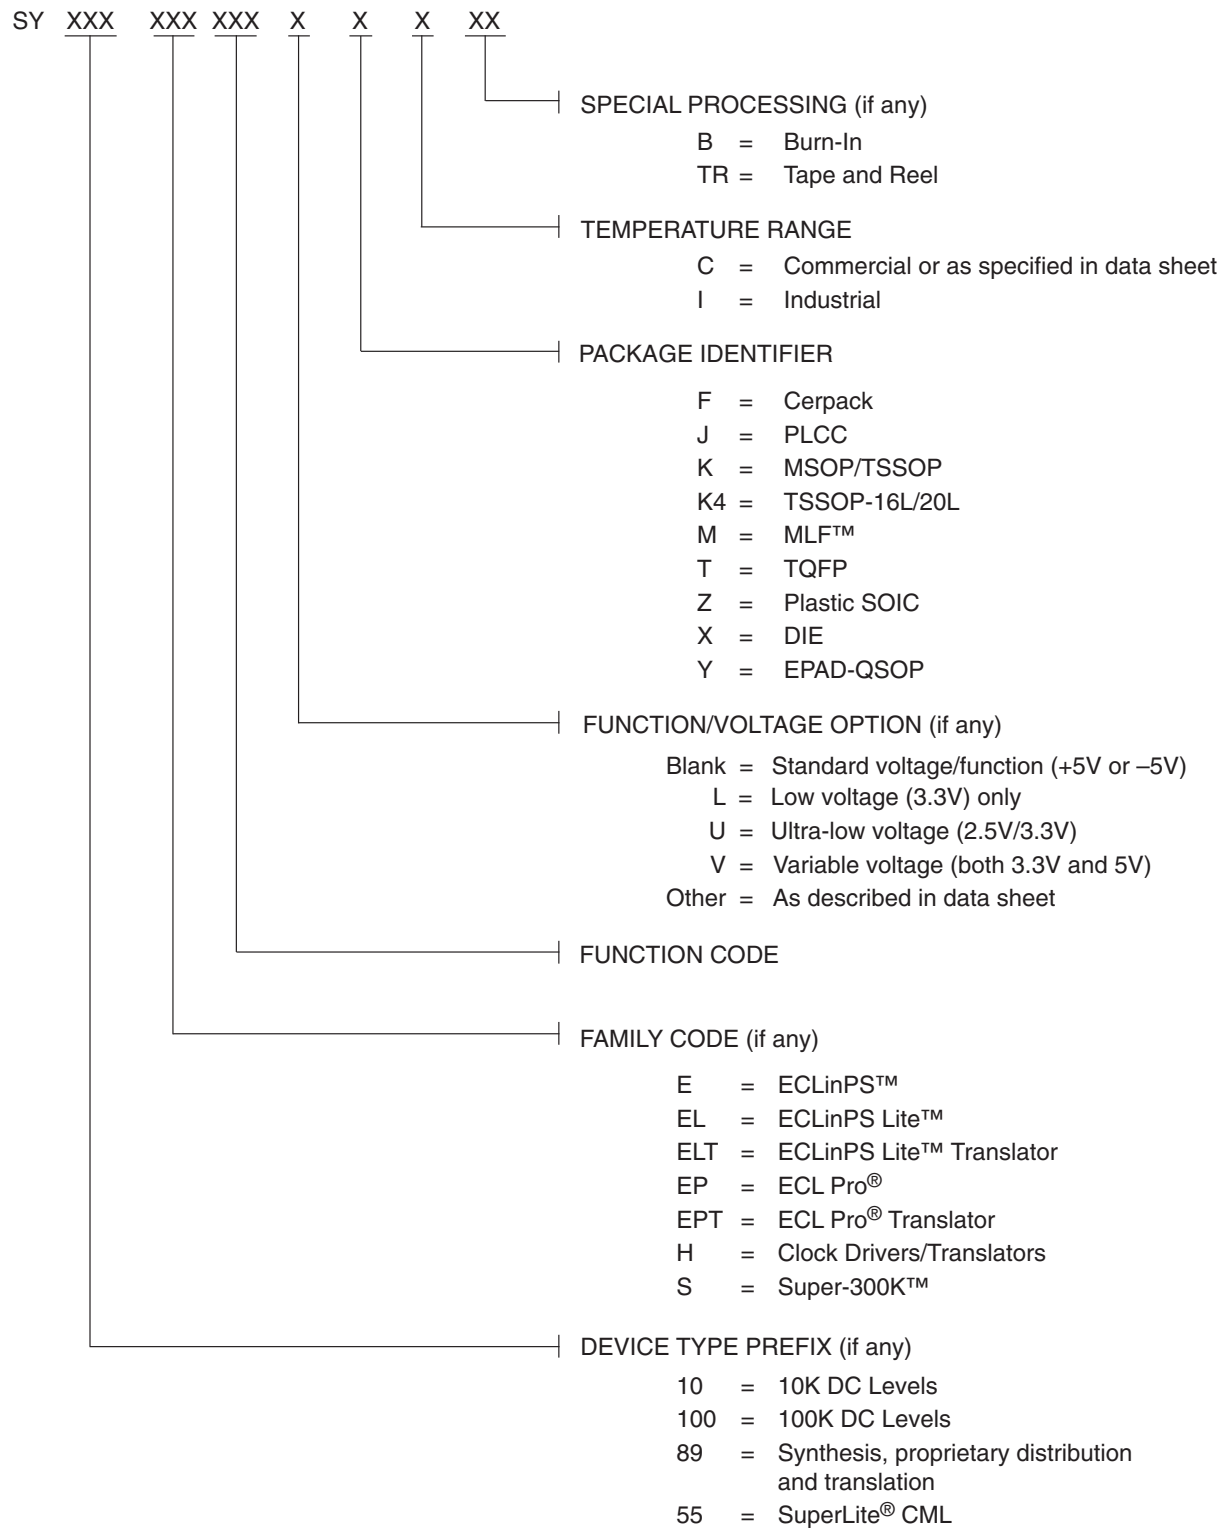 SY XXX XXX XXX X X X XX
SPECIAL PROCESSING (if any)
B = Burn-In
TR = Tape and Reel
TEMPERATURE RANGE
C = Commercial or as specified in data sheet
I = Industrial
PACKAGE IDENTIFIER
F = Cerpack
J = PLCC
K = MSOP/TSSOP
K4 = TSSOP-16L/20L
M = MLF™
T = TQFP
Z = Plastic SOIC
X = DIE
Y = EPAD-QSOP
FUNCTION/VOLTAGE OPTION (if any)
Blank = Standard voltage/function (+5V or –5V)
L = Low voltage (3.3V) only
U = Ultra-low voltage (2.5V/3.3V)
V = Variable voltage (both 3.3V and 5V)
Other = As described in data sheet
FUNCTION CODE
FAMILY CODE (if any)
E = ECLinPS™
EL = ECLinPS Lite™
ELT = ECLinPS Lite™ Translator
EP = ECL Pro®
EPT = ECL Pro® Translator
H = Clock Drivers/Translators
S = Super-300K™
DEVICE TYPE PREFIX (if any)
10 = 10K DC Levels
100 = 100K DC Levels
89 = Synthesis, proprietary distribution
and translation
55 = SuperLite® CML